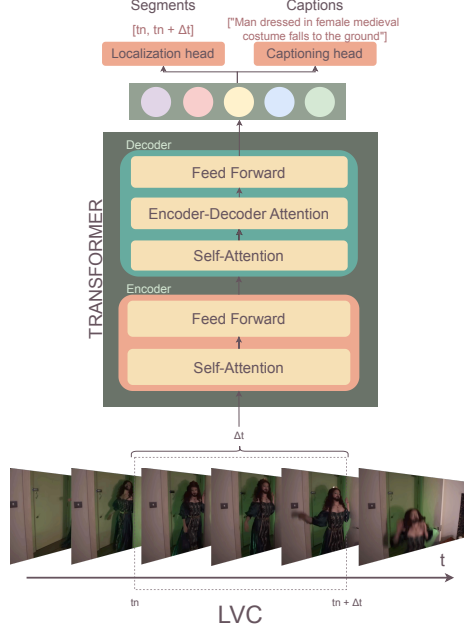 Segments
Captions
[tn, tn + Δt]
["Man dressed in female medieval
costume falls to the ground"]
Localization head
Captioning head
TRANSFORMER
Decoder
Feed Forward
Encoder-Decoder Attention
Self-Attention
Encoder
Feed Forward
Self-Attention
Δt
t
tn
tn + Δt
LVC